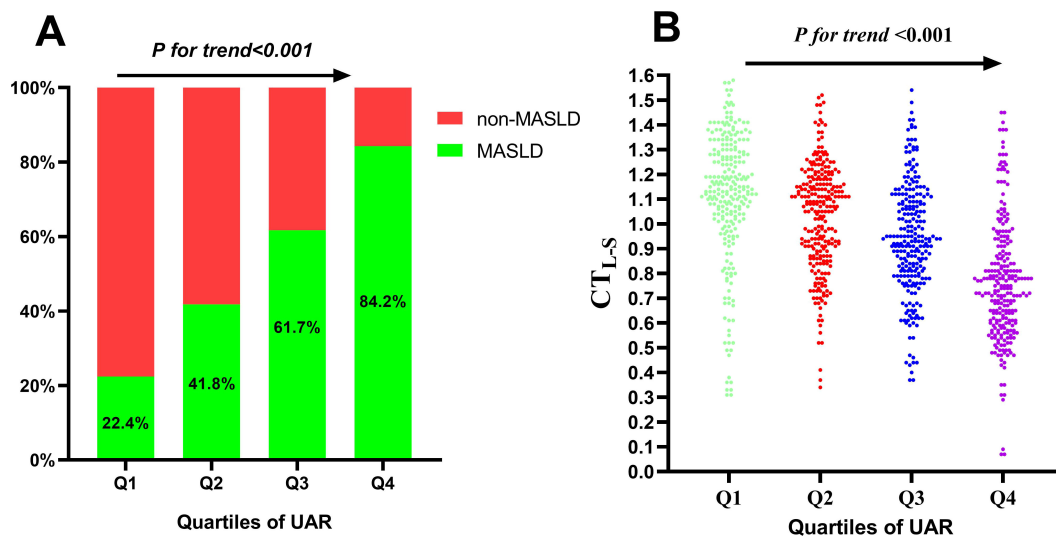 A
P for trend<0.001
100%
80%
60%
40%
20%
0%
22.4%
41.8%
61.7%
84.2%
Q1 Q2 Q3 Q4
Quartiles of UAR
non-MASLD
MASLD
B
P for trend <0.001
CTL-S
1.6
1.5
1.4
1.3
1.2
1.1
1.0
0.9
0.8
0.7
0.6
0.5
0.4
0.3
0.2
0.1
0.0
Q1 Q2 Q3 Q4
Quartiles of UAR